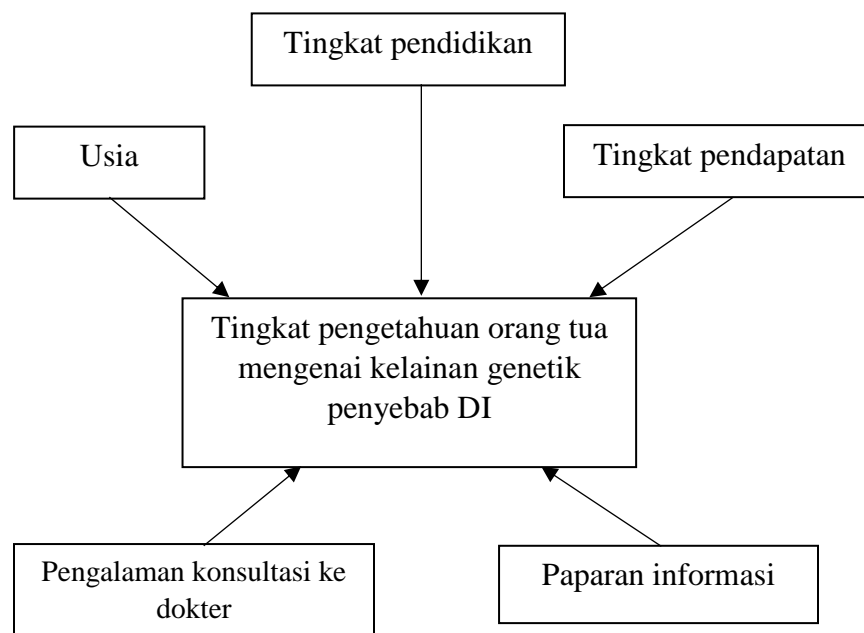 Tingkat pendidikan
Usia
Tingkat pendapatan
Tingkat pengetahuan orang tua
mengenai kelainan genetik
penyebab DI
Pengalaman konsultasi ke
dokter
Paparan informasi